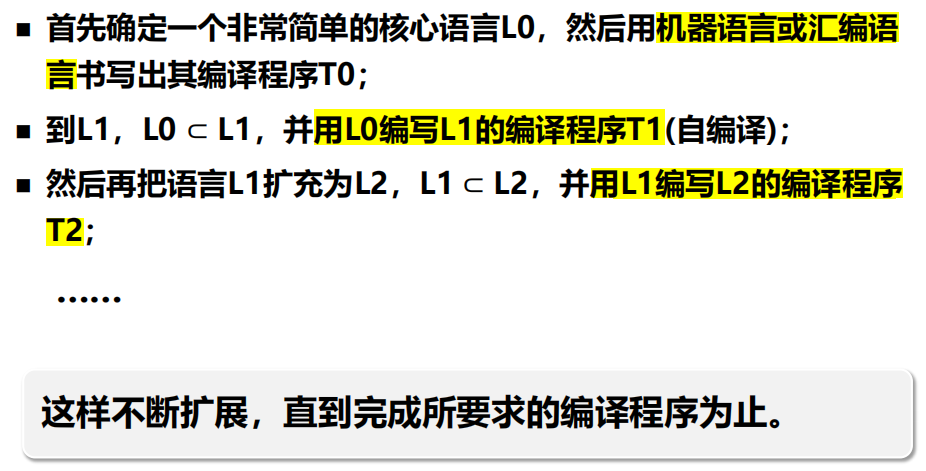 ■ 首先确定一个非常简单的核心语言L0，然后用机器语言或汇编语
言书写出其编译程序T0；
■ 到L1，L0 ⊂ L1，并用L0编写L1的编译程序T1(自编译)；
■ 然后再把语言L1扩充为L2，L1 ⊂ L2，并用L1编写L2的编译程序
T2；
……
这样不断扩展，直到完成所要求的编译程序为止。